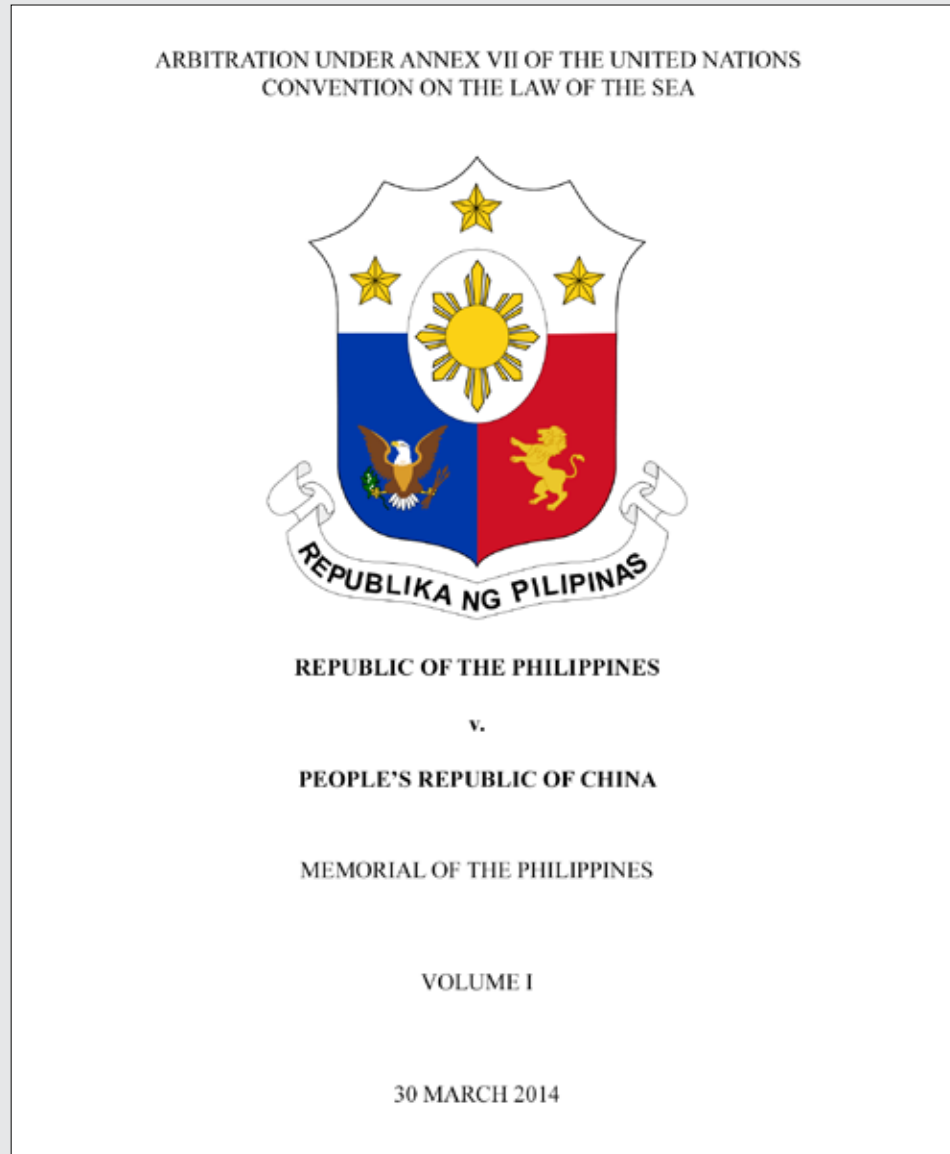 ARBITRATION UNDER ANNEX VII OF THE UNITED NATIONS
CONVENTION ON THE LAW OF THE SEA
REPUBLIKA NG PILIPINAS
REPUBLIC OF THE PHILIPPINES
v.
PEOPLE'S REPUBLIC OF CHINA
MEMORIAL OF THE PHILIPPINES
VOLUME I
30 MARCH 2014